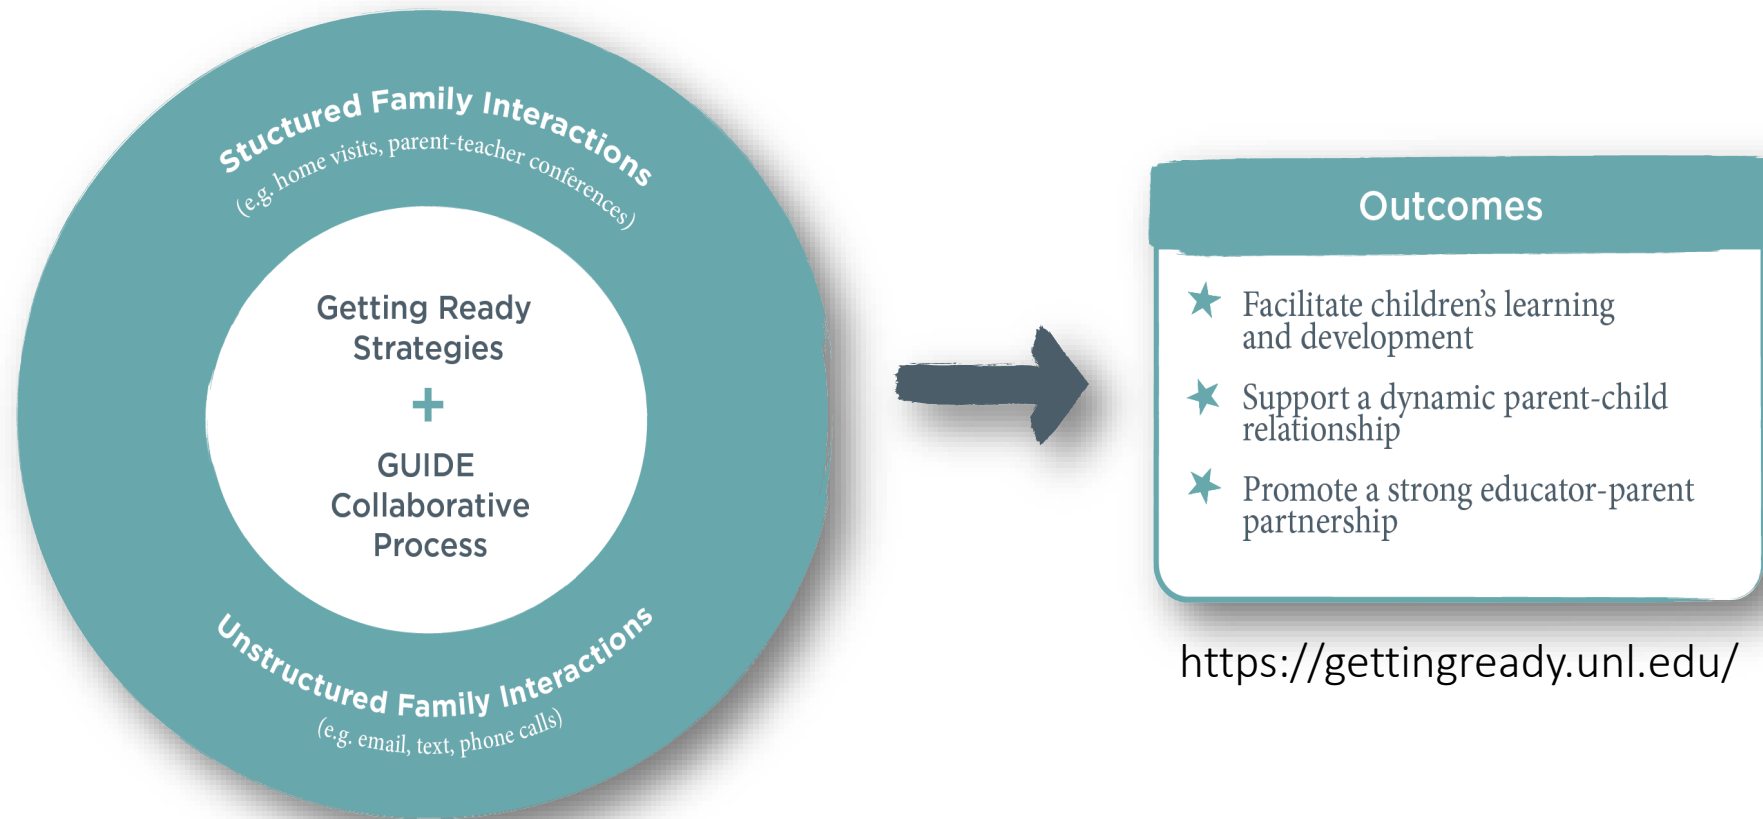 Stuctured Family Interactions
(e.g. home visits, parent-teacher conferences)
Getting Ready
Strategies
+
GUIDE
Collaborative
Process
Unstructured Family Interactions
(e.g. email, text, phone calls)
Outcomes
Facilitate children’s learning
and development
Support a dynamic parent-child
relationship
Promote a strong educator-parent
partnership
https://gettingready.unl.edu/